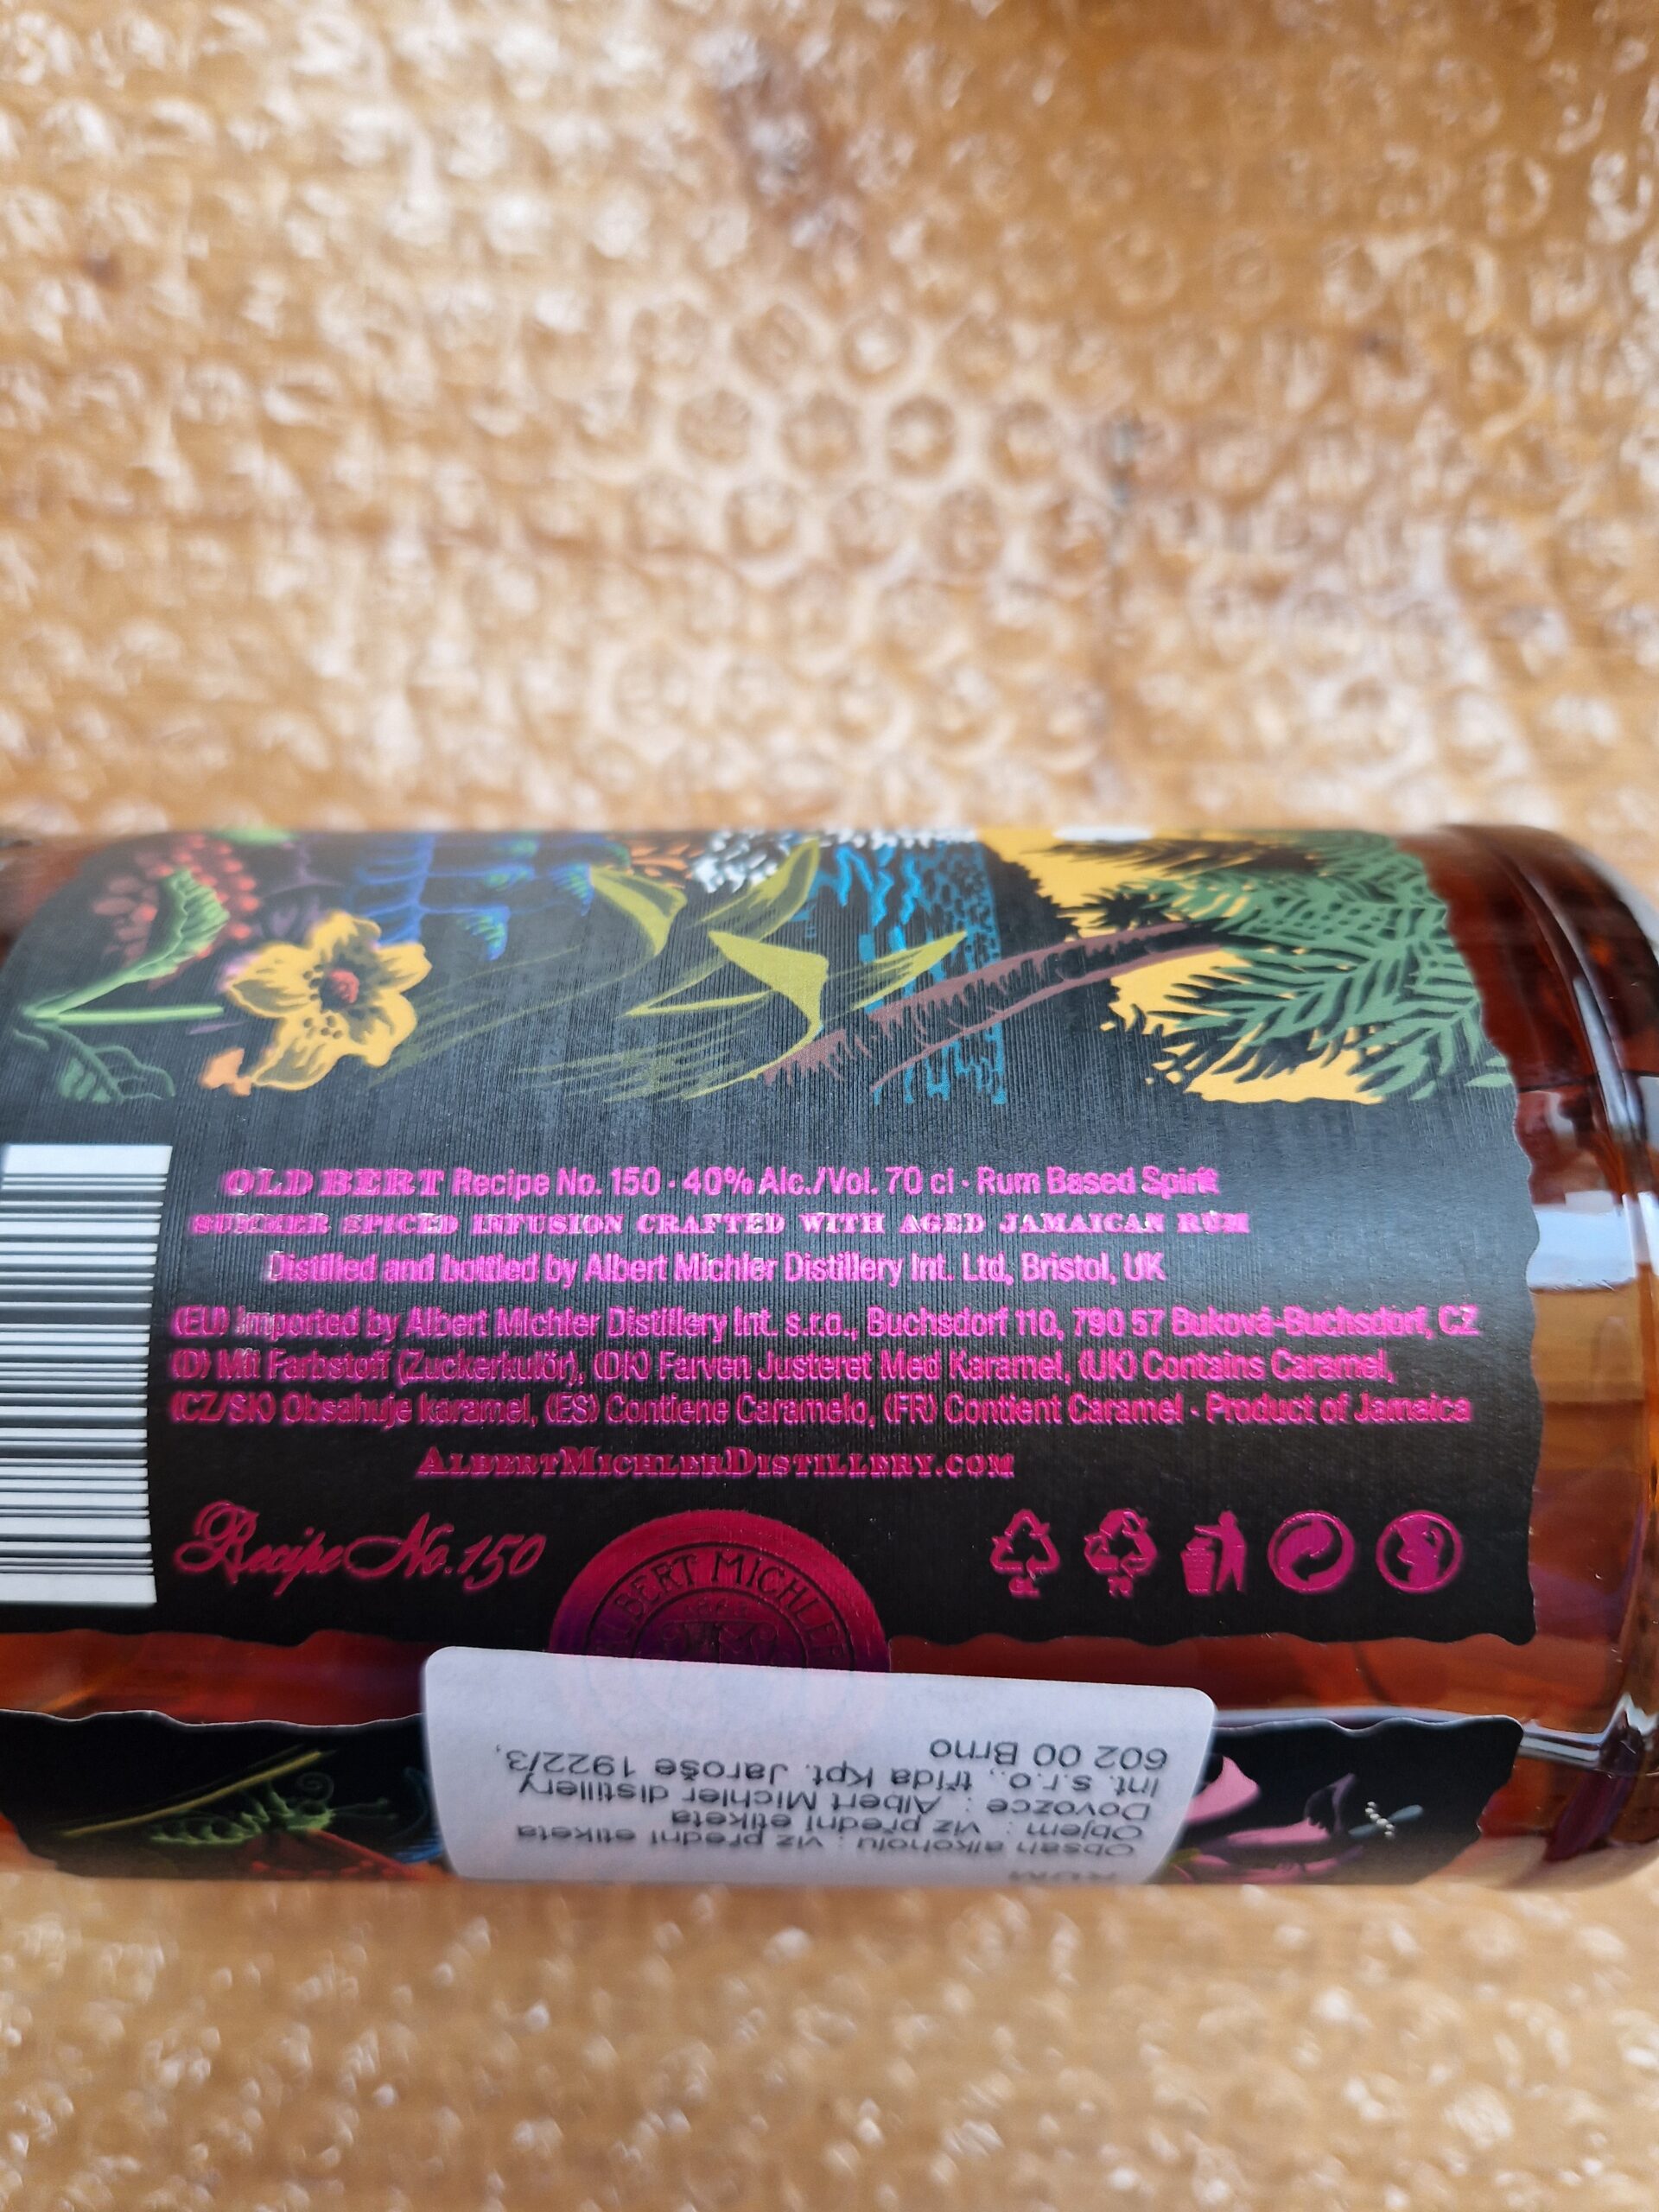 OLD BERT Recipe No. 150 · 40% Alc./Vol. 70 cl · Rum Based Spirit
SUMMER SPICED INFUSION CRAFTED WITH AGED JAMAICAN RUM
Distilled and bottled by Albert Michler Distillery Int. Ltd, Bristol, UK
(EU) Imported by Albert Michler Distillery Int. s.r.o., Buchsdorf 110, 790 57 Buková-Buchsdorf, CZ
(D) Mit Farbstoff (Zuckerkulör), (DK) Farven Justeret Med Karamel, (UK) Contains Caramel,
(CZ/SK) Obsahuje karamel, (ES) Contiene Caramelo, (FR) Contient Caramel · Product of Jamaica
ALBERTMICHLERDISTILLERY.COM
Recipe No. 150
ALBERT MICHLER
RUM
Obsah alkoholu : viz přední etiketa
Objem : viz přední etiketa
Dovozce : Albert Michler distillery
Int. s.r.o., třída Kpt. Jaroše 1922/3,
602 00 Brno